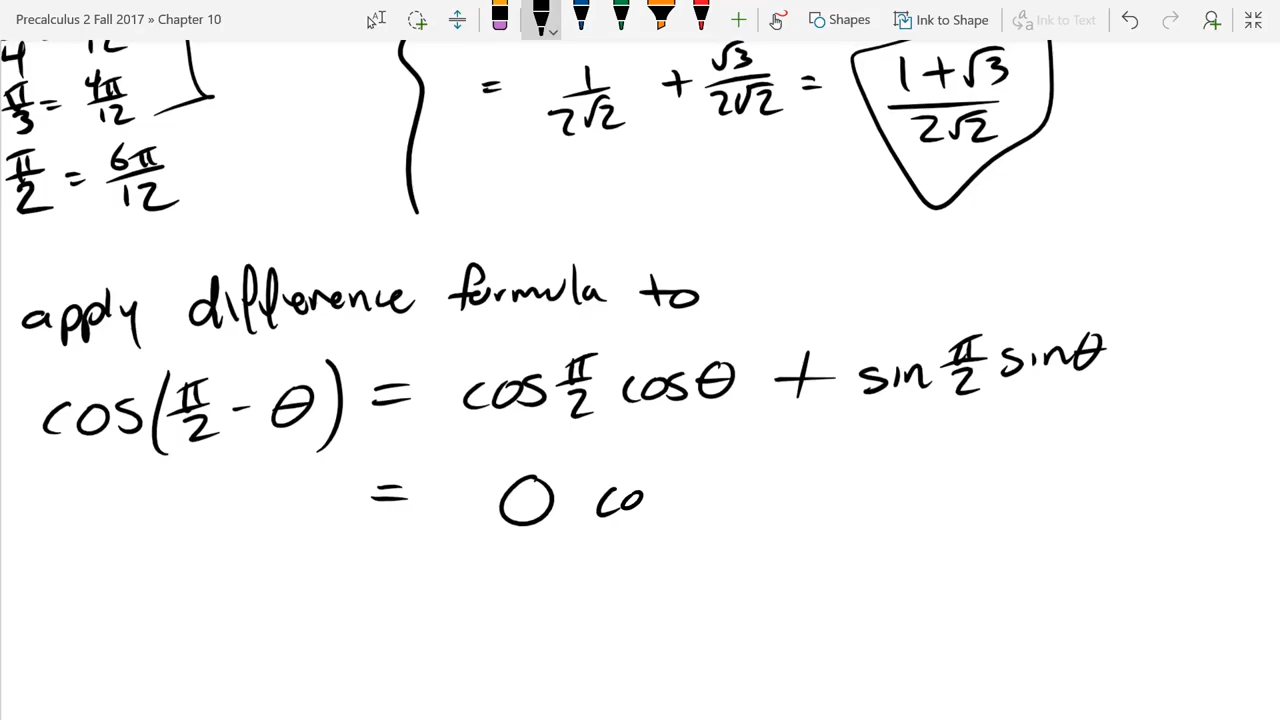 Precalculus 2 Fall 2017 » Chapter 10
Shapes Ink to Shape Ink to Text
π/3 = 4π/12
π/2 = 6π/12
= 1/2√2 + √3/2√2 = 1+√3/2√2
apply difference formula to
cos(π/2 - θ) = cos π/2 cosθ + sin π/2 sinθ
= 0 co